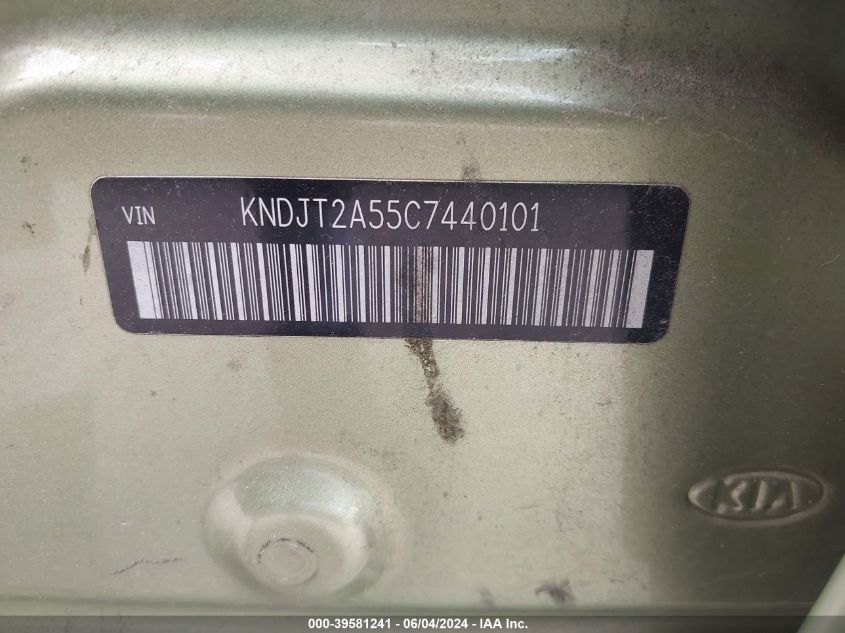 VIN KNDJT2A55C7440101
KIA
000-39581241 - 06/04/2024 - IAA Inc.